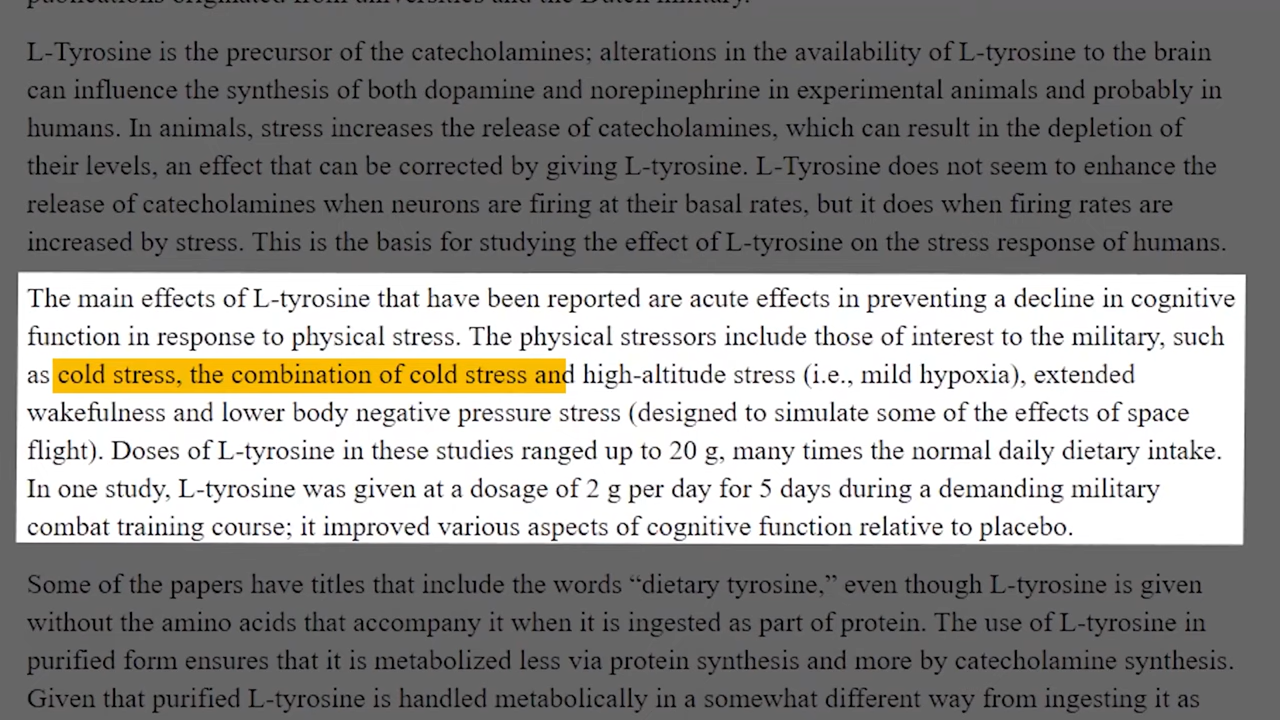 publications originated from universities and the Dutch military.
L-Tyrosine is the precursor of the catecholamines; alterations in the availability of L-tyrosine to the brain
can influence the synthesis of both dopamine and norepinephrine in experimental animals and probably in
humans. In animals, stress increases the release of catecholamines, which can result in the depletion of
their levels, an effect that can be corrected by giving L-tyrosine. L-Tyrosine does not seem to enhance the
release of catecholamines when neurons are firing at their basal rates, but it does when firing rates are
increased by stress. This is the basis for studying the effect of L-tyrosine on the stress response of humans.
The main effects of L-tyrosine that have been reported are acute effects in preventing a decline in cognitive
function in response to physical stress. The physical stressors include those of interest to the military, such
as cold stress, the combination of cold stress and high-altitude stress (i.e., mild hypoxia), extended
wakefulness and lower body negative pressure stress (designed to simulate some of the effects of space
flight). Doses of L-tyrosine in these studies ranged up to 20 g, many times the normal daily dietary intake.
In one study, L-tyrosine was given at a dosage of 2 g per day for 5 days during a demanding military
combat training course; it improved various aspects of cognitive function relative to placebo.
Some of the papers have titles that include the words “dietary tyrosine,” even though L-tyrosine is given
without the amino acids that accompany it when it is ingested as part of protein. The use of L-tyrosine in
purified form ensures that it is metabolized less via protein synthesis and more by catecholamine synthesis.
Given that purified L-tyrosine is handled metabolically in a somewhat different way from ingesting it as